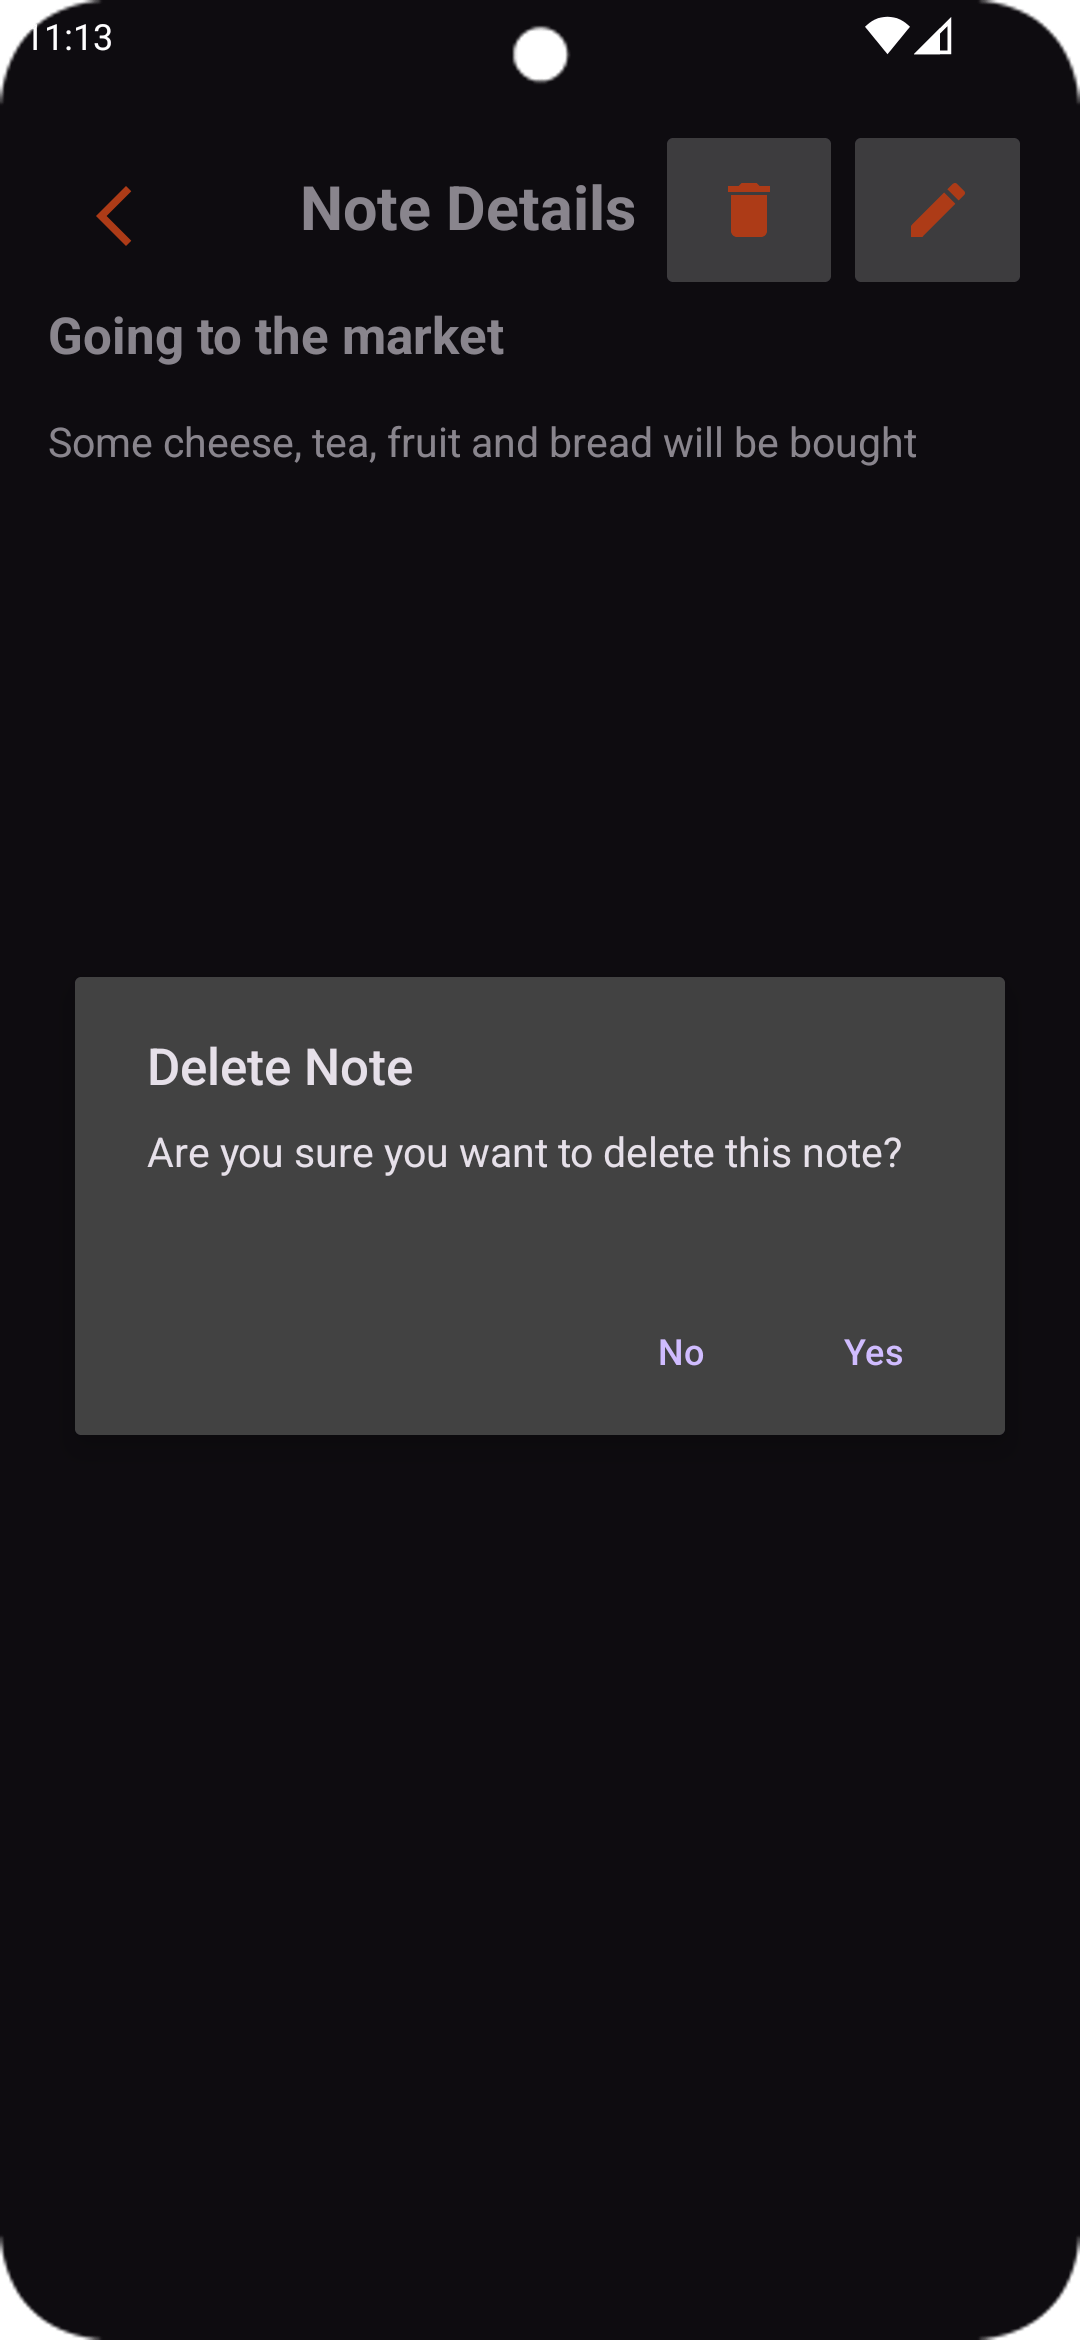 11:13
Note Details
Going to the market
Some cheese, tea, fruit and bread will be bought
Delete Note
Are you sure you want to delete this note?
No Yes